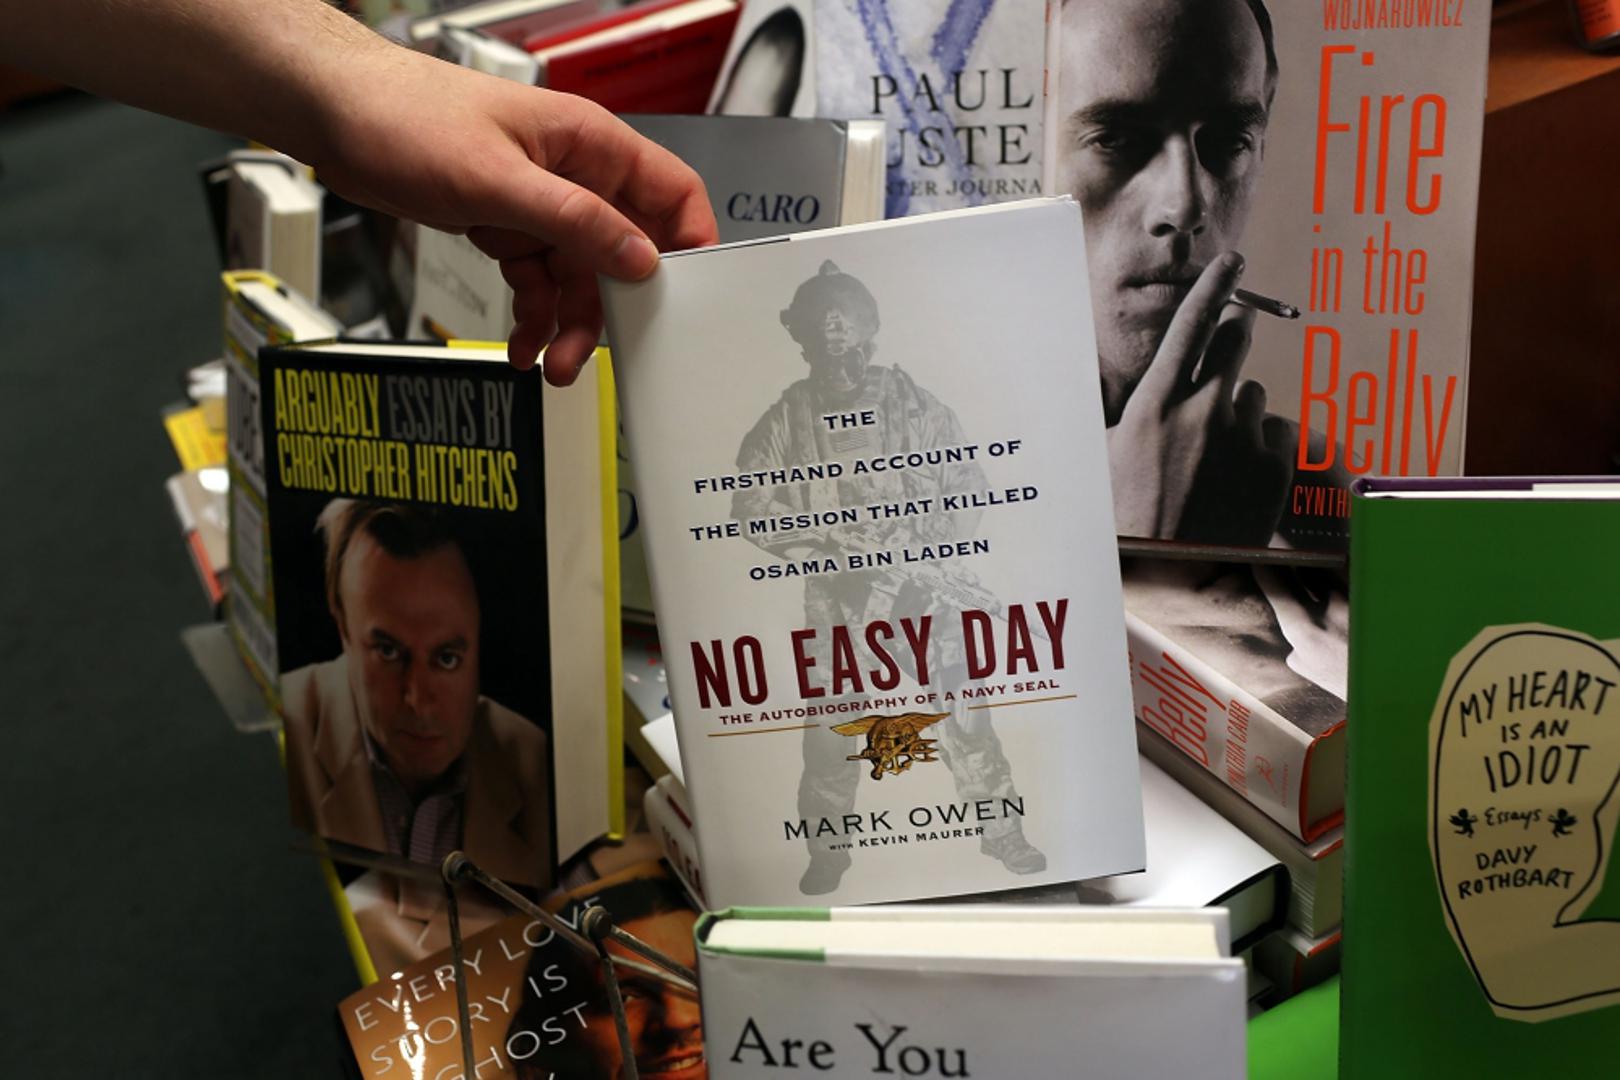 WOJNAROWICZ
Fire
in the
Belly
PAUL
USTE
TER JOURNA
CARO
ARGUABLY ESSAYS BY
CHRISTOPHER HITCHENS
THE
FIRSTHAND ACCOUNT OF
THE MISSION THAT KILLED
OSAMA BIN LADEN
NO EASY DAY
THE AUTOBIOGRAPHY OF A NAVY SEAL
MARK OWEN
WITH KEVIN MAURER
CYNTH
Belly
CYNTHIA CARR
MY HEART
IS AN
IDIOT
Essays
DAVY
ROTHBART
EVERY LOVE
STORY IS
GHOST
Are You